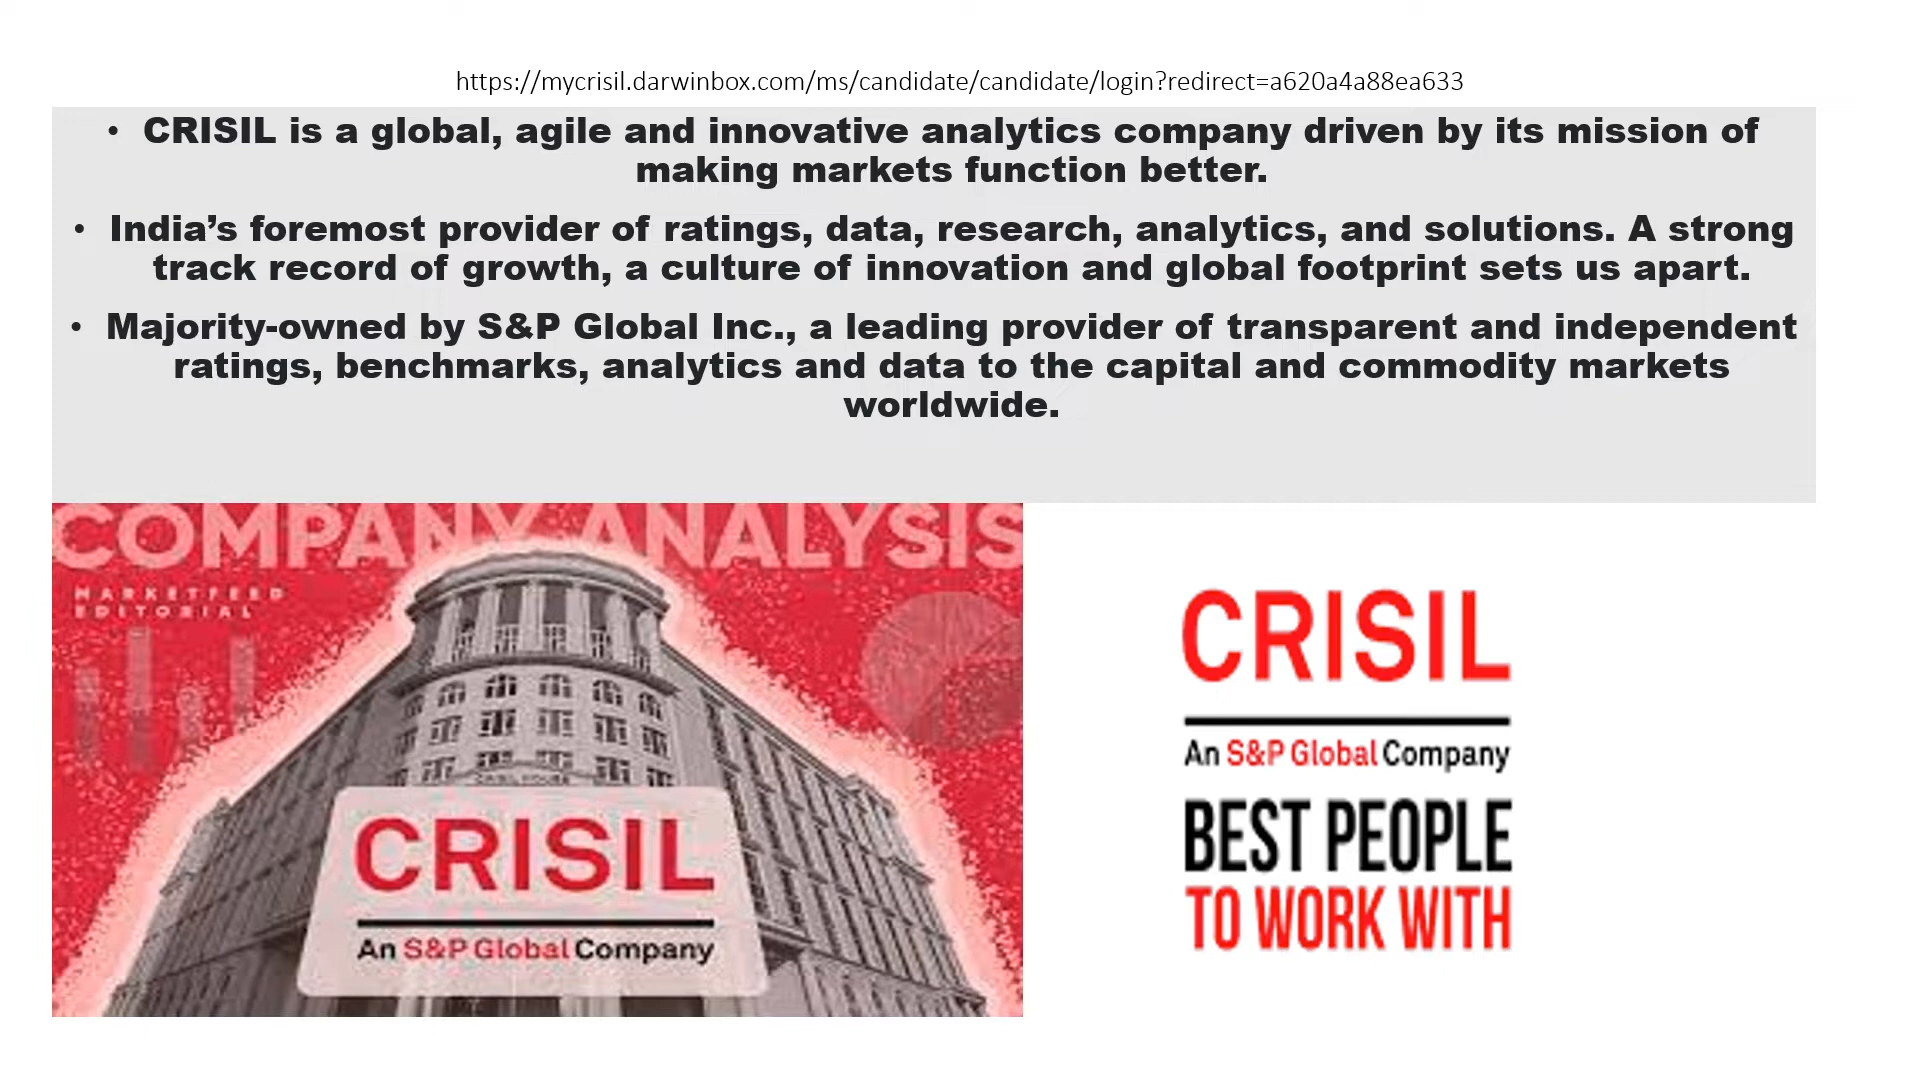 https://mycrisil.darwinbox.com/ms/candidate/candidate/login?redirect=a620a4a88ea633
• CRISIL is a global, agile and innovative analytics company driven by its mission of
making markets function better.
• India’s foremost provider of ratings, data, research, analytics, and solutions. A strong
track record of growth, a culture of innovation and global footprint sets us apart.
• Majority-owned by S&P Global Inc., a leading provider of transparent and independent
ratings, benchmarks, analytics and data to the capital and commodity markets
worldwide.
COMPANY ANALYSIS
MARKETFEED
EDITORIAL
CRISIL HOUSE
CRISIL
An S&P Global Company
CRISIL
An S&P Global Company
BEST PEOPLE
TO WORK WITH